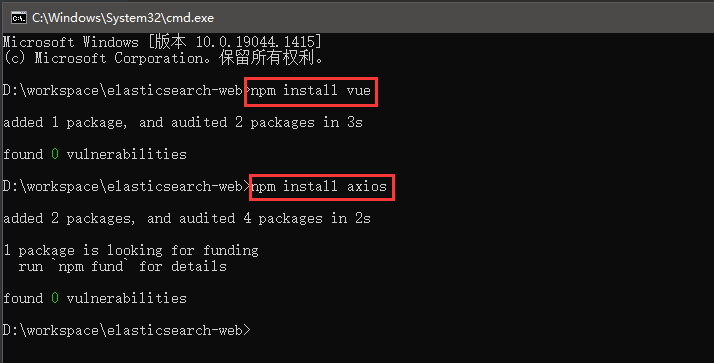 C:\Windows\System32\cmd.exe
Microsoft Windows [版本 10.0.19044.1415]
(c) Microsoft Corporation。保留所有权利。
D:\workspace\elasticsearch-web>npm install vue
added 1 package, and audited 2 packages in 3s
found 0 vulnerabilities
D:\workspace\elasticsearch-web>npm install axios
added 2 packages, and audited 4 packages in 2s
1 package is looking for funding
  run `npm fund` for details
found 0 vulnerabilities
D:\workspace\elasticsearch-web>